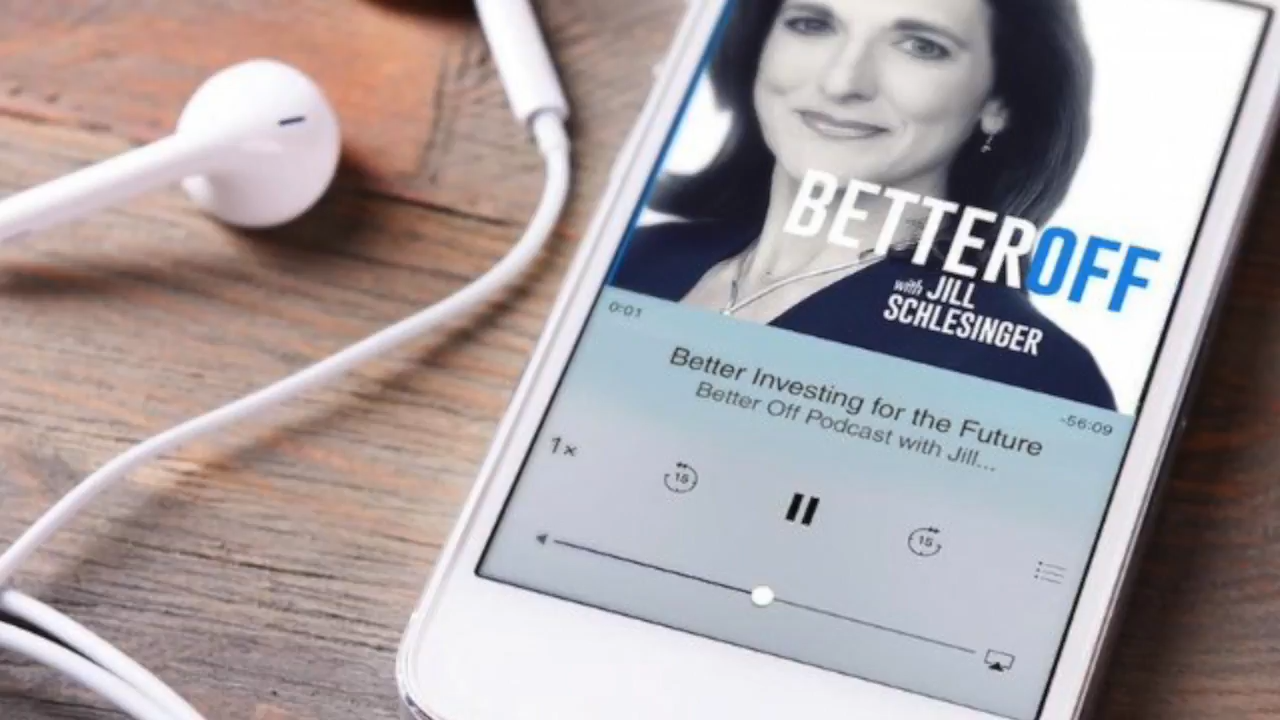 BETTEROFF
with JILL
SCHLESINGER
0:01
-56:09
Better Investing for the Future
Better Off Podcast with Jill...
1×
15
15